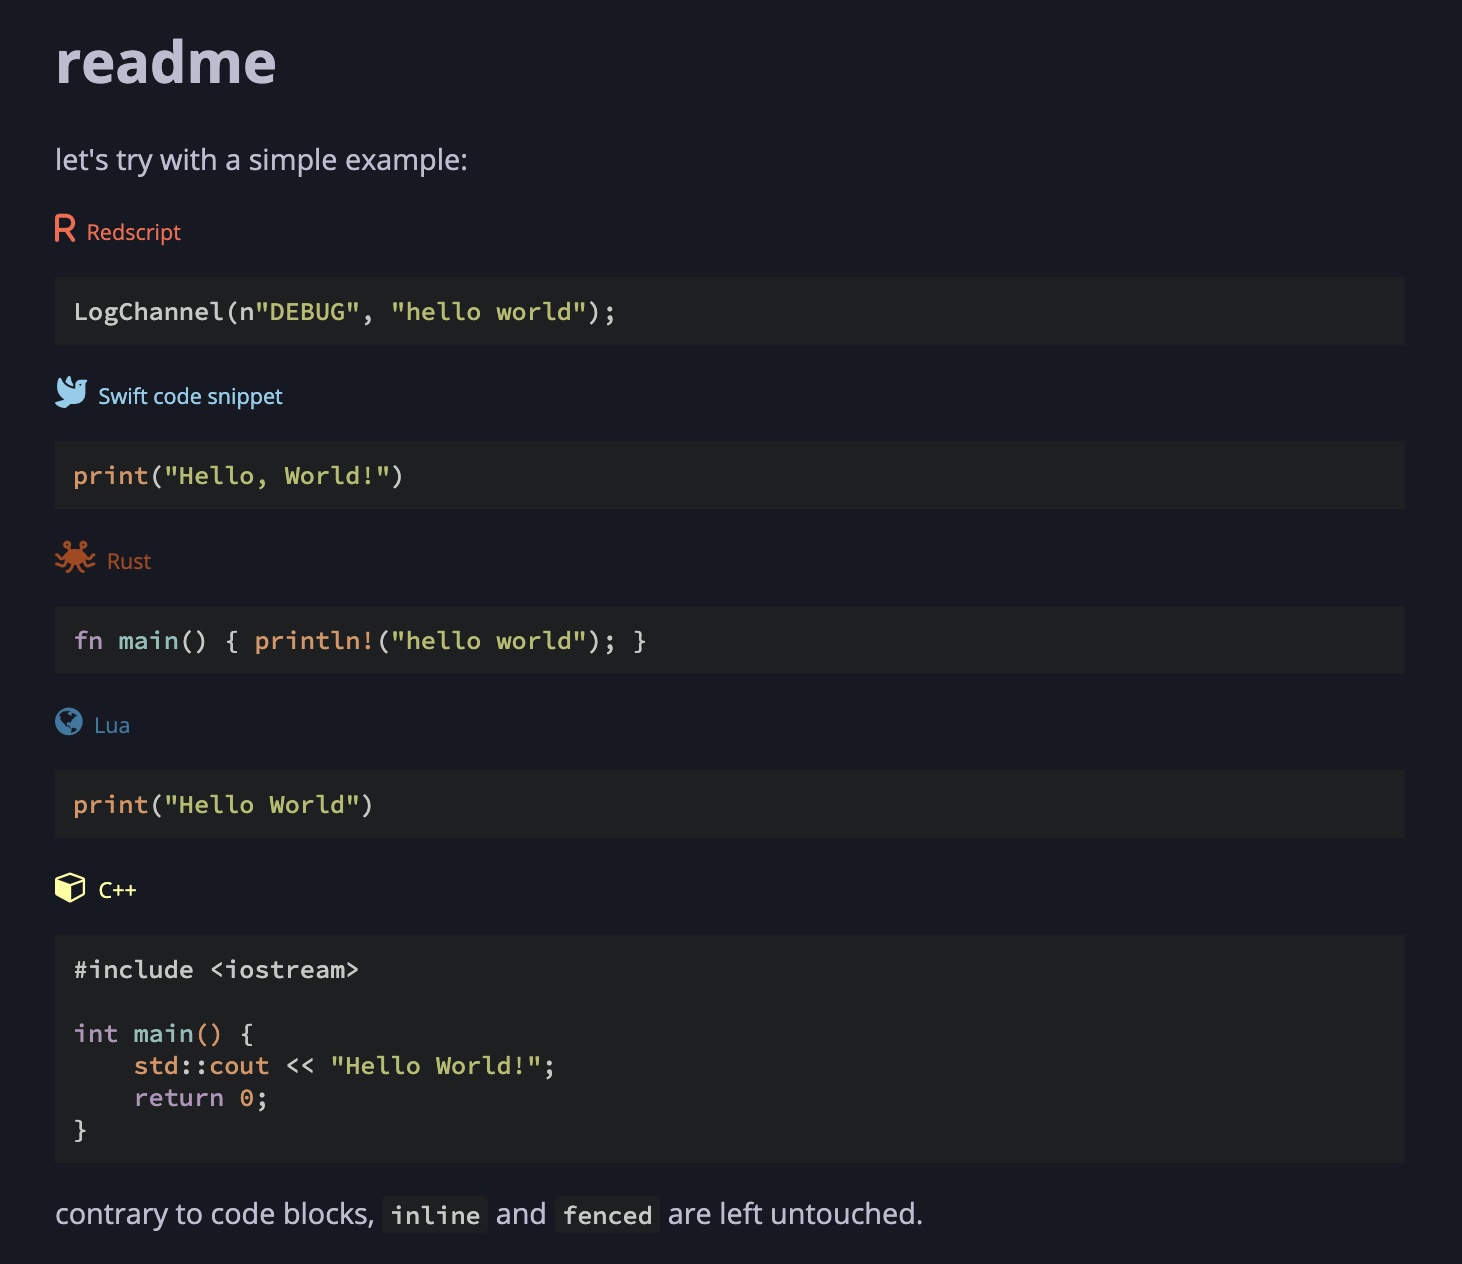 readme
let's try with a simple example:
R Redscript
LogChannel(n"DEBUG", "hello world");
Swift code snippet
print("Hello, World!")
Rust
fn main() { println!("hello world"); }
Lua
print("Hello World")
C++
#include <iostream>
int main() {
    std::cout << "Hello World!";
    return 0;
}
contrary to code blocks, inline and fenced are left untouched.